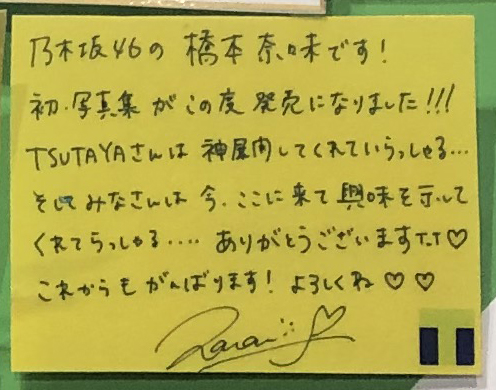 乃木坂46の 橋本奈々未です!
初.写真集 がこの度 発売になりました!!!
TSUTAYAさんは 神展開してくれていらっしゃる…
そしてみなさんは 今、ここに来て 興味を示して
くれてらっしゃる…. ありがとうございますT.T♡
これからも がんばります! よろしくね ♡ ♡